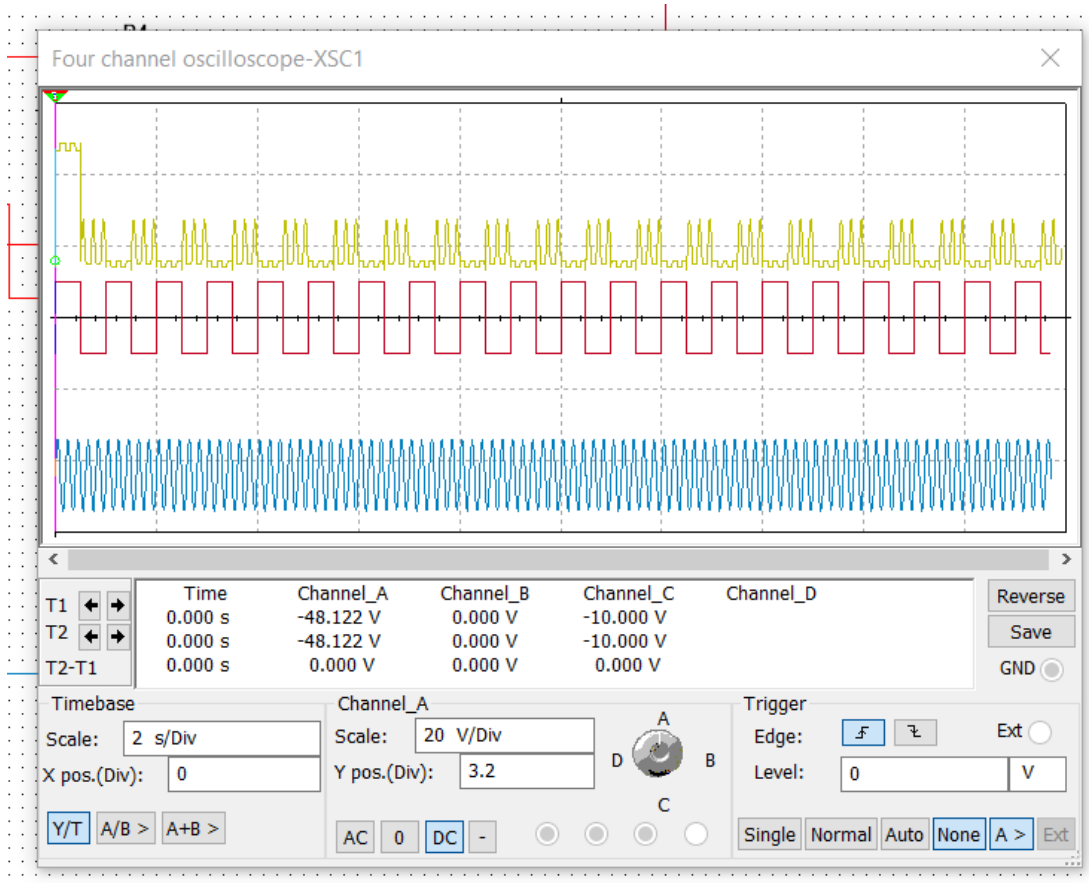 Four channel oscilloscope-XSC1
Time Channel_A Channel_B Channel_C Channel_D
T1 0.000 s -48.122 V 0.000 V -10.000 V
T2 0.000 s -48.122 V 0.000 V -10.000 V
T2-T1 0.000 s 0.000 V 0.000 V 0.000 V
Reverse
Save
GND
Timebase
Scale: 2 s/Div
X pos.(Div): 0
Y/T A/B > A+B >
Channel_A
Scale: 20 V/Div
Y pos.(Div): 3.2
A
D B
C
AC 0 DC -
Trigger
Edge: Ext
Level: 0 V
Single Normal Auto None A > Ext